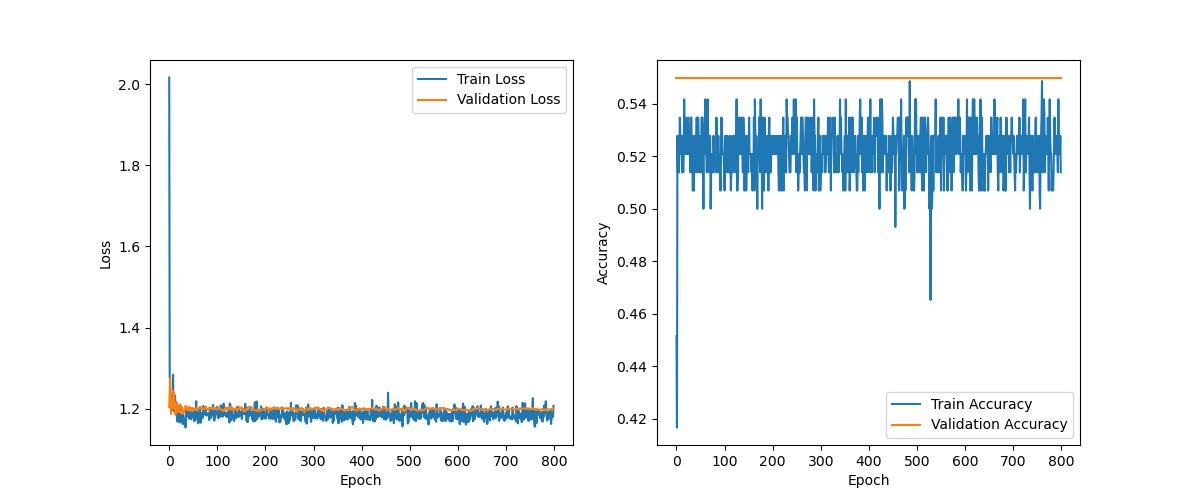 2.0
1.8
1.6
1.4
1.2
Loss
0 100 200 300 400 500 600 700 800
Epoch
Train Loss
Validation Loss
0.54
0.52
0.50
0.48
0.46
0.44
0.42
Accuracy
0 100 200 300 400 500 600 700 800
Epoch
Train Accuracy
Validation Accuracy